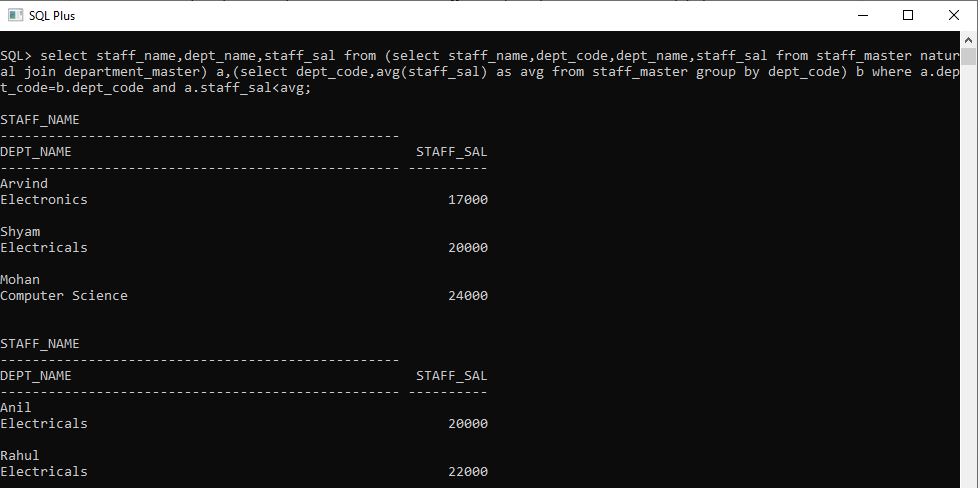 SQL Plus
SQL> select staff_name,dept_name,staff_sal from (select staff_name,dept_code,dept_name,staff_sal from staff_master natur
al join department_master) a,(select dept_code,avg(staff_sal) as avg from staff_master group by dept_code) b where a.dep
t_code=b.dept_code and a.staff_sal<avg;
STAFF_NAME
--------------------------------------------------
DEPT_NAME                                           STAFF_SAL
-------------------------------------------------- ----------
Arvind
Electronics                                             17000
Shyam
Electricals                                             20000
Mohan
Computer Science                                        24000
STAFF_NAME
--------------------------------------------------
DEPT_NAME                                           STAFF_SAL
-------------------------------------------------- ----------
Anil
Electricals                                             20000
Rahul
Electricals                                             22000